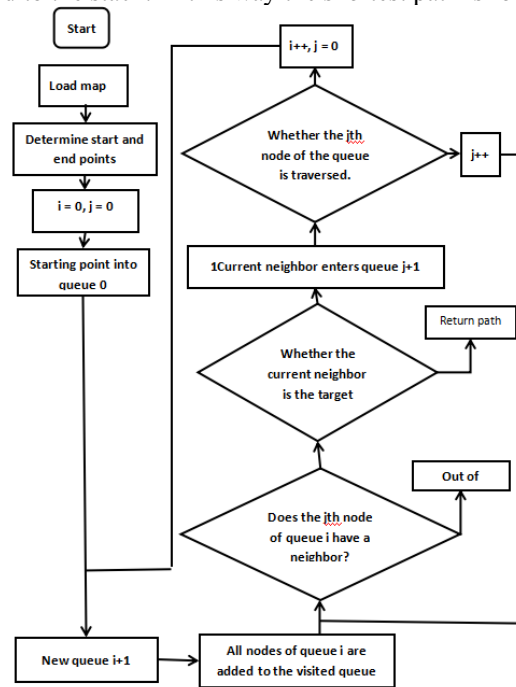 Start
Load map
Determine start and
end points
i = 0, j = 0
Starting point into
queue 0
New queue i+1
All nodes of queue i are
added to the visited queue
Does the jth node
of queue i have a
neighbor?
Out of
Whether the
current neighbor
is the target
Return path
1Current neighbor enters queue j+1
Whether the jth
node of the queue
is traversed.
j++
i++, j = 0